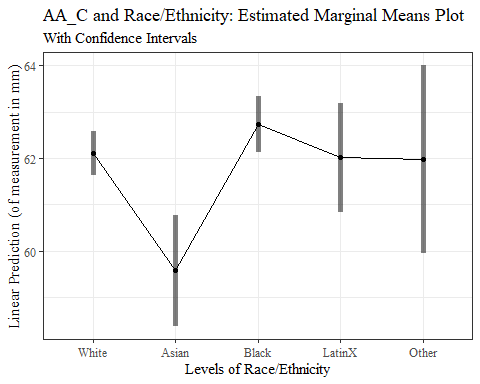 AA_C and Race/Ethnicity: Estimated Marginal Means Plot
With Confidence Intervals
Linear Prediction (of measurement in mm)
64
62
60
White Asian Black LatinX Other
Levels of Race/Ethnicity